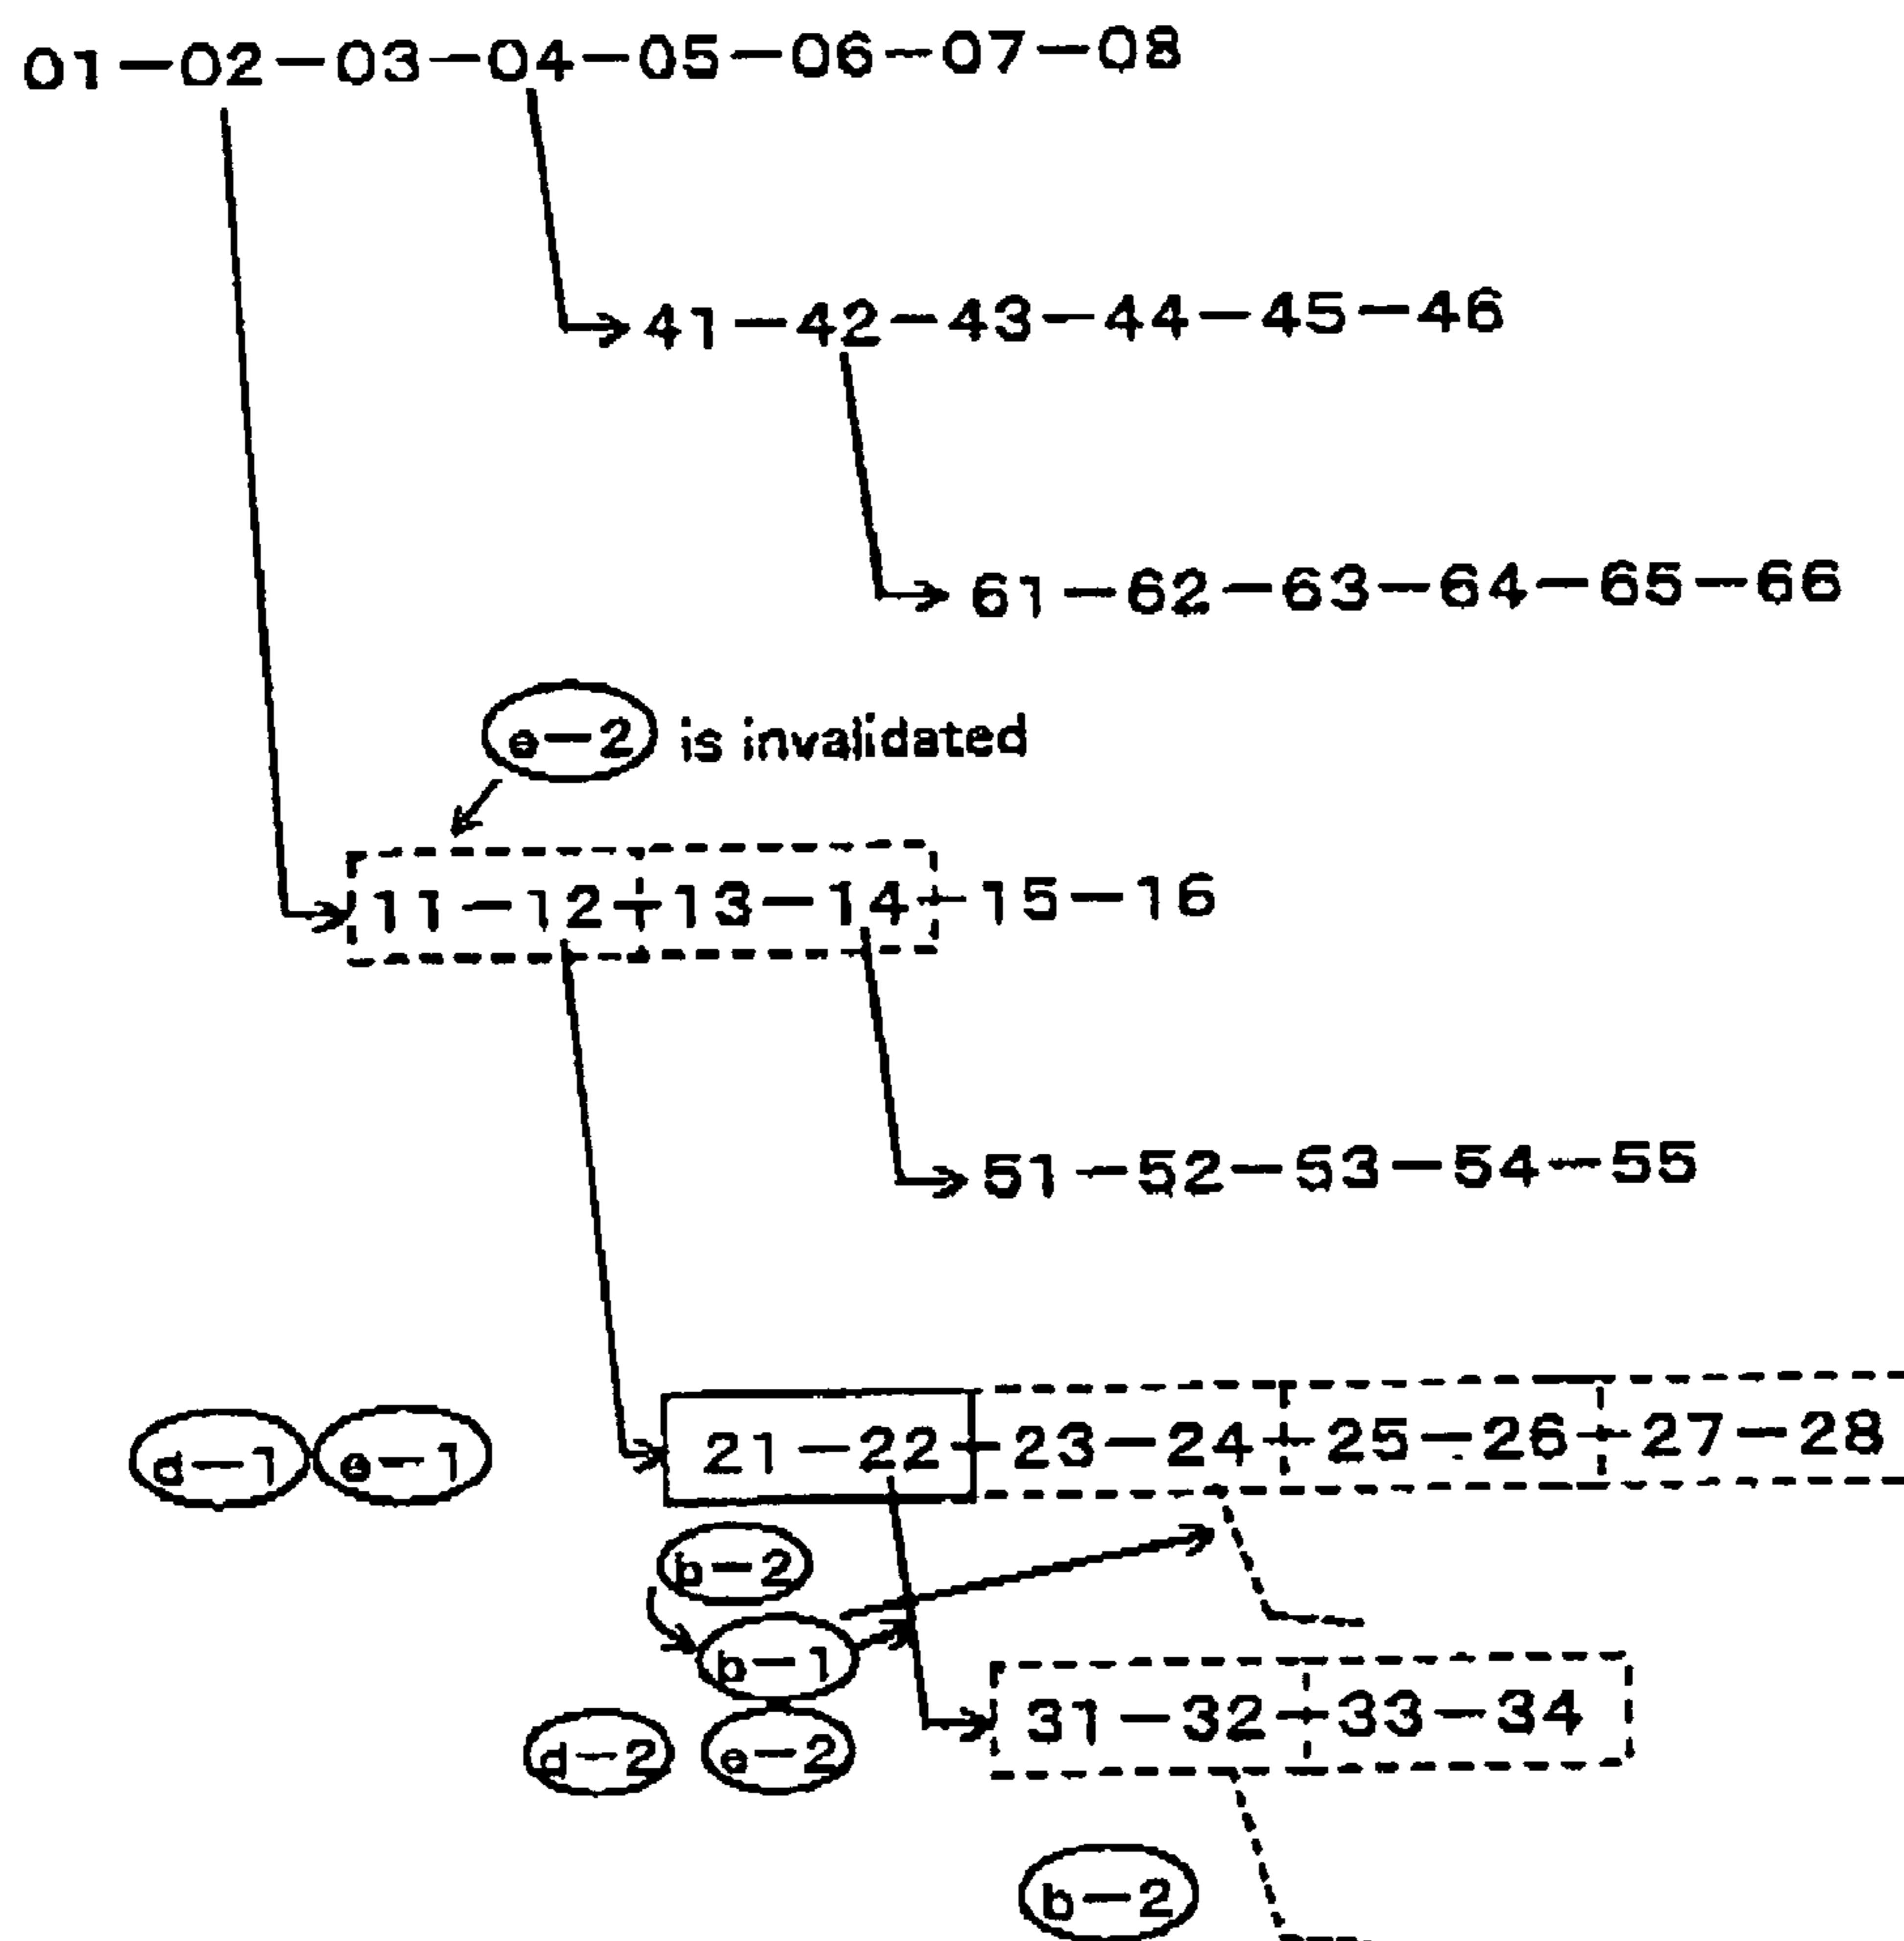 01-02-03-04-05-06-07-08
41-42-43-44-45-46
61-62-63-64-65-66
e-2 is invalidated
11-12-13-14-15-16
51-52-53-54-55
d-1 e-1 21-22-23-24-25-26-27-28
b-2
b-1
31-32-33-34
d-2 e-2
b-2